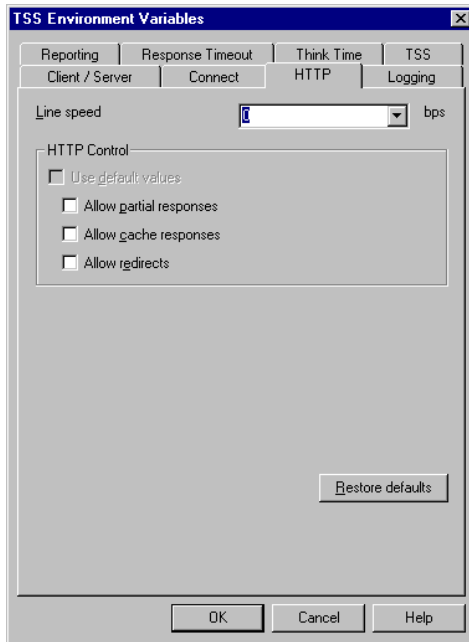 TSS Environment Variables
Reporting Response Timeout Think Time TSS
Client / Server Connect HTTP Logging
Line speed 0 bps
HTTP Control
Use default values
Allow partial responses
Allow cache responses
Allow redirects
Restore defaults
OK Cancel Help